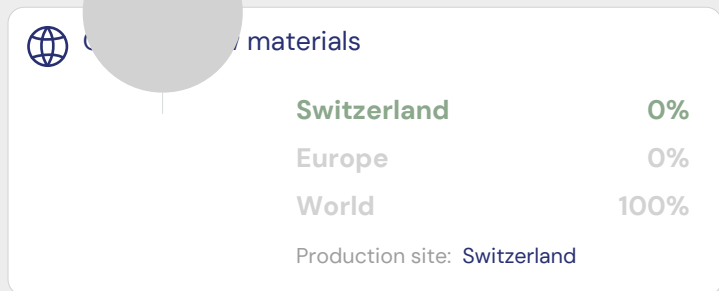 materials
Switzerland 0%
Europe 0%
World 100%
Production site: Switzerland